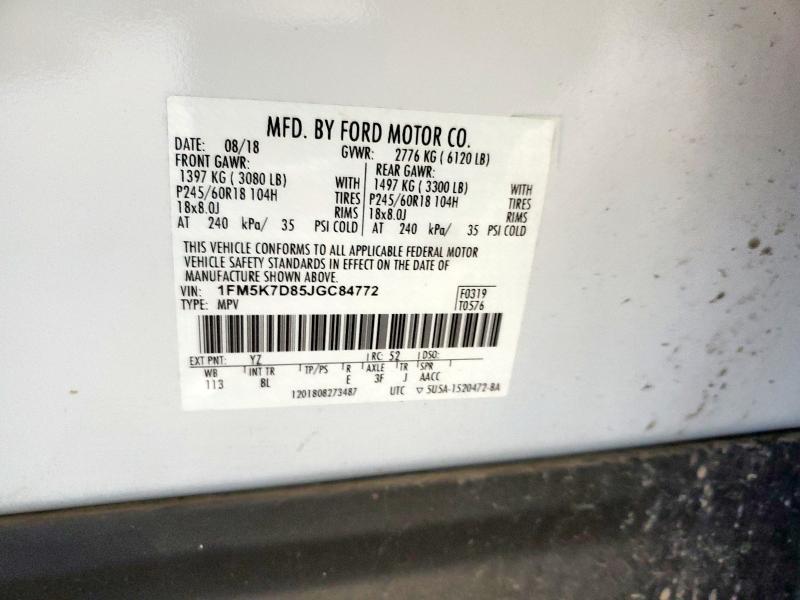 MFD. BY FORD MOTOR CO.
DATE: 08/18 GVWR: 2776 KG ( 6120 LB)
FRONT GAWR: REAR GAWR:
1397 KG ( 3080 LB) WITH 1497 KG ( 3300 LB) WITH
P245/60R18 104H TIRES P245/60R18 104H TIRES
18x8.0J RIMS 18x8.0J RIMS
AT 240 kPa/ 35 PSI COLD AT 240 kPa/ 35 PSI COLD
THIS VEHICLE CONFORMS TO ALL APPLICABLE FEDERAL MOTOR
VEHICLE SAFETY STANDARDS IN EFFECT ON THE DATE OF
MANUFACTURE SHOWN ABOVE.
VIN: 1FM5K7D85JGC84772 F0319
TYPE: MPV T0576
EXT PNT: YZ RC: 52 DSO:
WB INT TR TP/PS R AXLE TR SPR
113 BL E 3F J AACC
1201808273487 UTC ▽ 5USA-1520472-BA